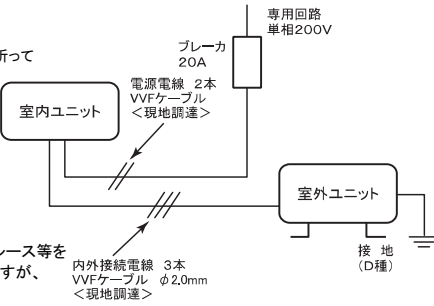 専用回路
単相200V
ブレーカ
20A
折って
電源電線 2本
VVFケーブル
<現地調達>
室内ユニット
室外ユニット
レース等を
すが、
内外接続電線 3本
VVFケーブル φ2.0mm
<現地調達>
接 地
(D種)